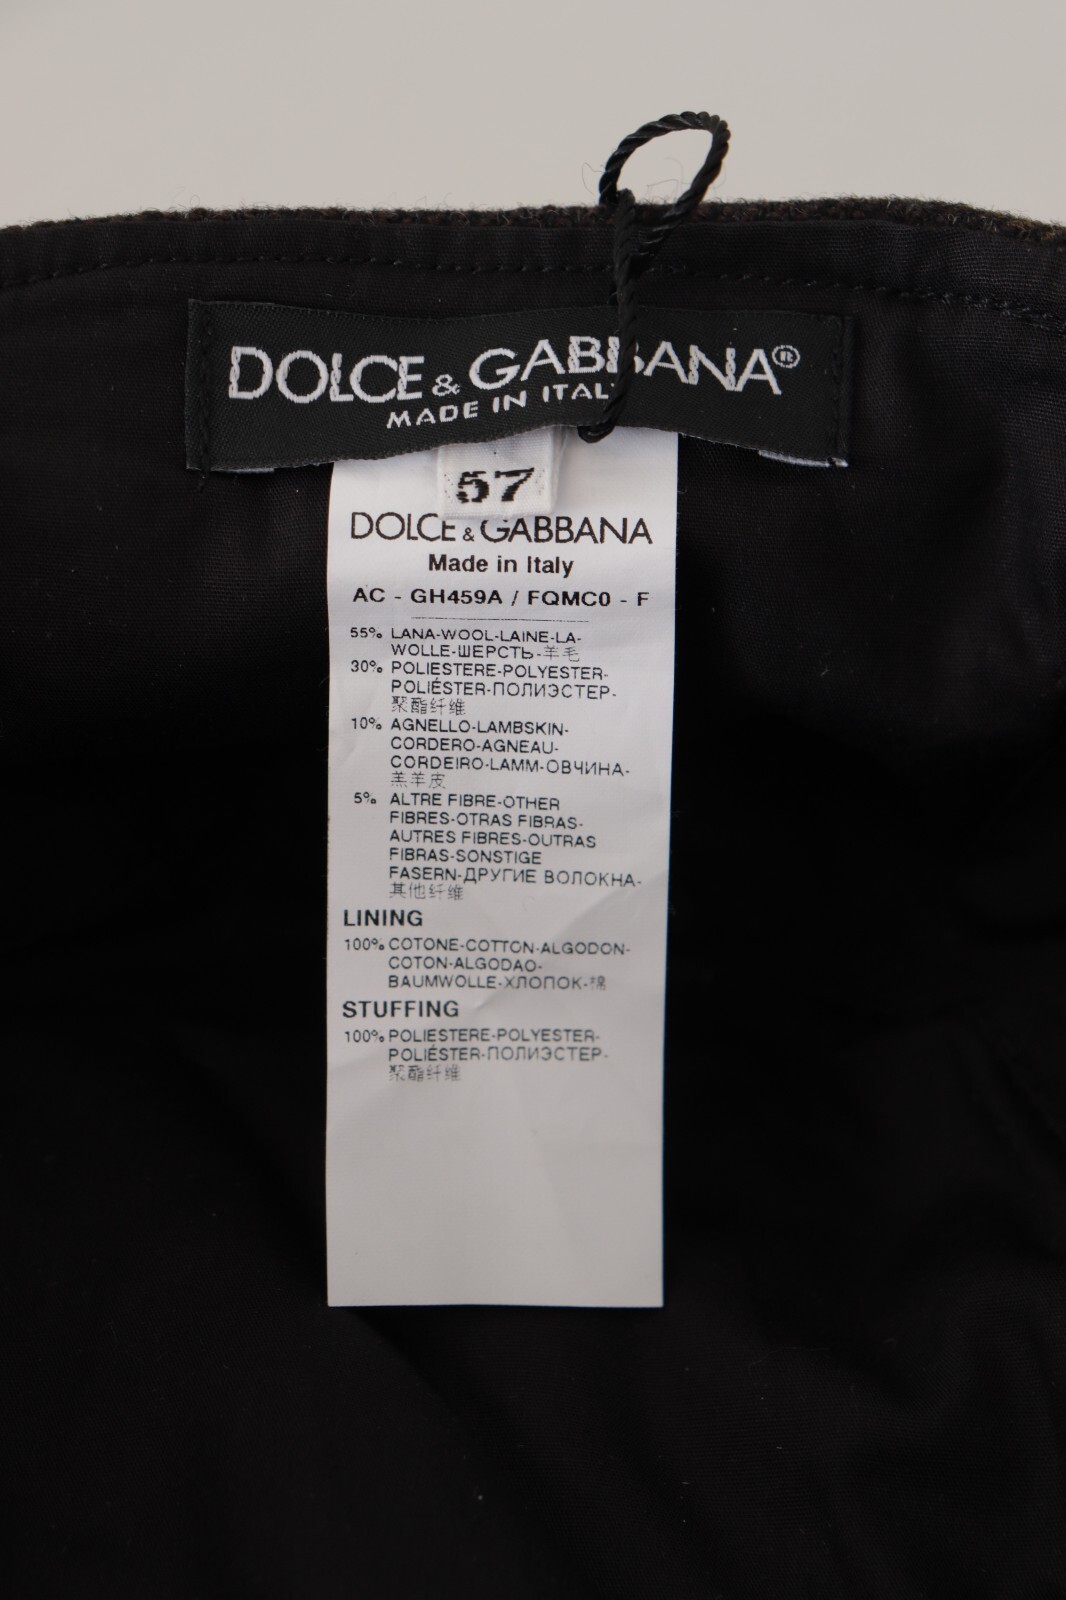 DOLCE & GABBANA®
MADE IN ITAL
57
DOLCE & GABBANA
Made in Italy
AC - GH459A / FQMC0 - F
55% LANA-WOOL-LAINE-LA-
WOLLE-ШЕРСТЬ-羊毛
30% POLIESTERE-POLYESTER-
POLIÉSTER-ПОЛИЭСТЕР-
聚酯纤维
10% AGNELLO-LAMBSKIN-
CORDERO-AGNEAU-
CORDEIRO-LAMM-ОВЧИНА-
羔羊皮
5% ALTRE FIBRE-OTHER
FIBRES-OTRAS FIBRAS-
AUTRES FIBRES-OUTRAS
FIBRAS-SONSTIGE
FASERN-ДРУГИЕ ВОЛОКНА-
其他纤维
LINING
100% COTONE-COTTON-ALGODON-
COTON-ALGODAO-
BAUMWOLLE-ХЛОПОК-棉
STUFFING
100% POLIESTERE-POLYESTER-
POLIÉSTER-ПОЛИЭСТЕР-
聚酯纤维